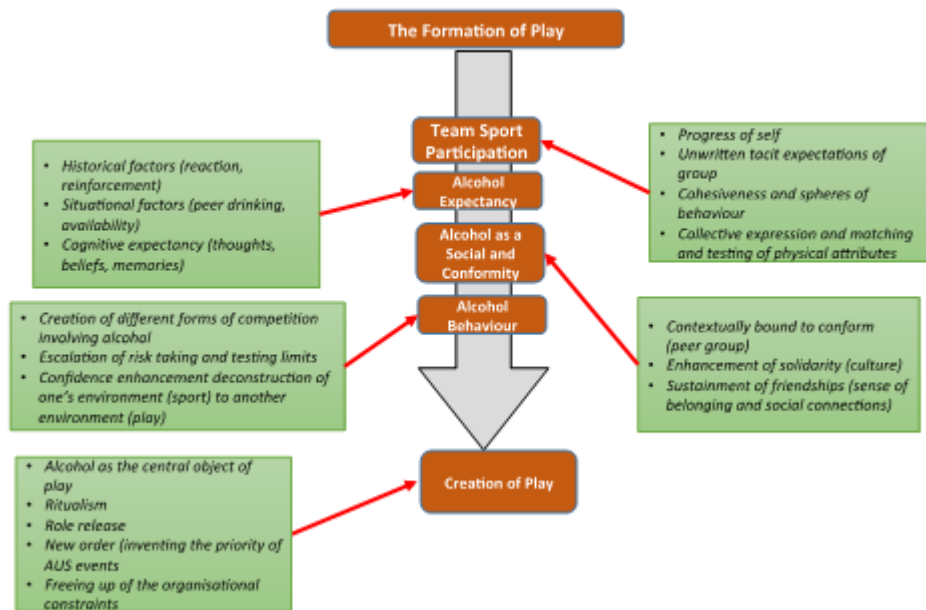 The Formation of Play
Team Sport
Participation
• Progress of self
• Unwritten tacit expectations of
group
• Cohesiveness and spheres of
behaviour
• Collective expression and matching
and testing of physical attributes
• Historical factors (reaction,
reinforcement)
• Situational factors (peer drinking,
availability)
• Cognitive expectancy (thoughts,
beliefs, memories)
Alcohol
Expectancy
Alcohol as a
Social and
Conformity
• Contextually bound to conform
(peer group)
• Enhancement of solidarity (culture)
• Sustainment of friendships (sense of
belonging and social connections)
• Creation of different forms of competition
involving alcohol
• Escalation of risk taking and testing limits
• Confidence enhancement deconstruction of
one's environment (sport) to another
environment (play)
Alcohol
Behaviour
• Alcohol as the central object of
play
• Ritualism
• Role release
• New order (inventing the priority of
AUS events
• Freeing up of the organisational
constraints
Creation of Play